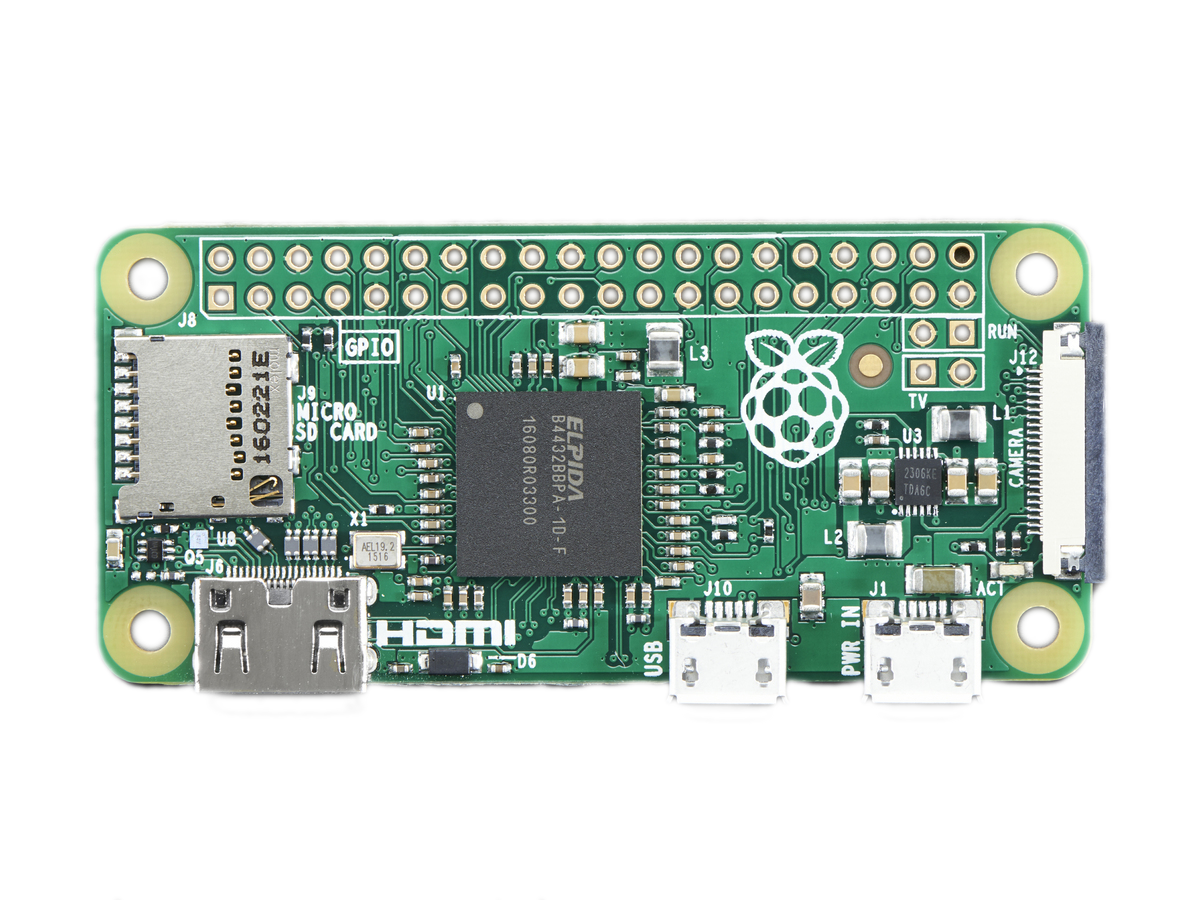 J8
GPIO
RUN
J12
L3
TV
L1
U1
J9
MICRO
SD CARD
160221E
ELPIDA
B4432BBPA-1D-F
16080R03300
U3
2306KE
TDA6C
CAMERA
X1
AEL19.2
1516
L2
Q5
U8
J6
HDMI
D6
USB
J10
PWR IN
J1
ACT